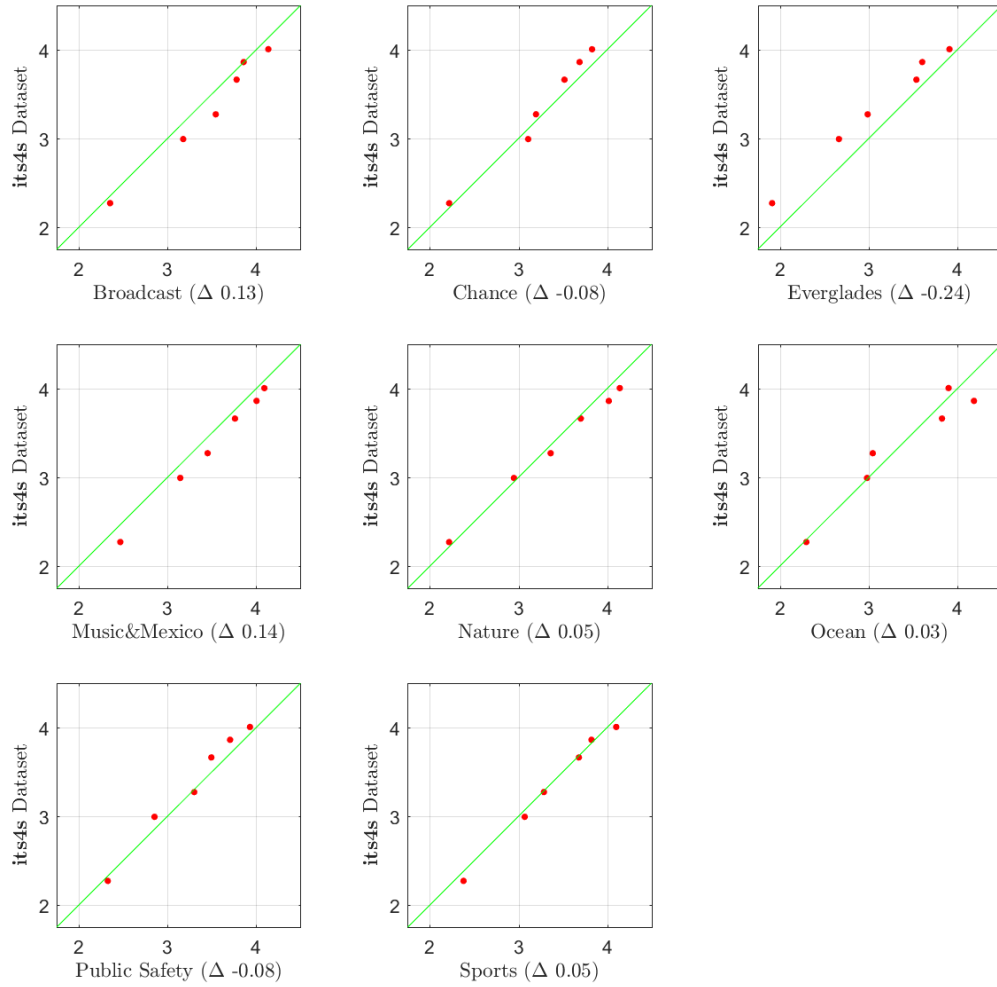 its4s Dataset
4
3
2
2 3 4
Broadcast (Δ 0.13)
its4s Dataset
4
3
2
2 3 4
Chance (Δ -0.08)
its4s Dataset
4
3
2
2 3 4
Everglades (Δ -0.24)
its4s Dataset
4
3
2
2 3 4
Music&Mexico (Δ 0.14)
its4s Dataset
4
3
2
2 3 4
Nature (Δ 0.05)
its4s Dataset
4
3
2
2 3 4
Ocean (Δ 0.03)
its4s Dataset
4
3
2
2 3 4
Public Safety (Δ -0.08)
its4s Dataset
4
3
2
2 3 4
Sports (Δ 0.05)